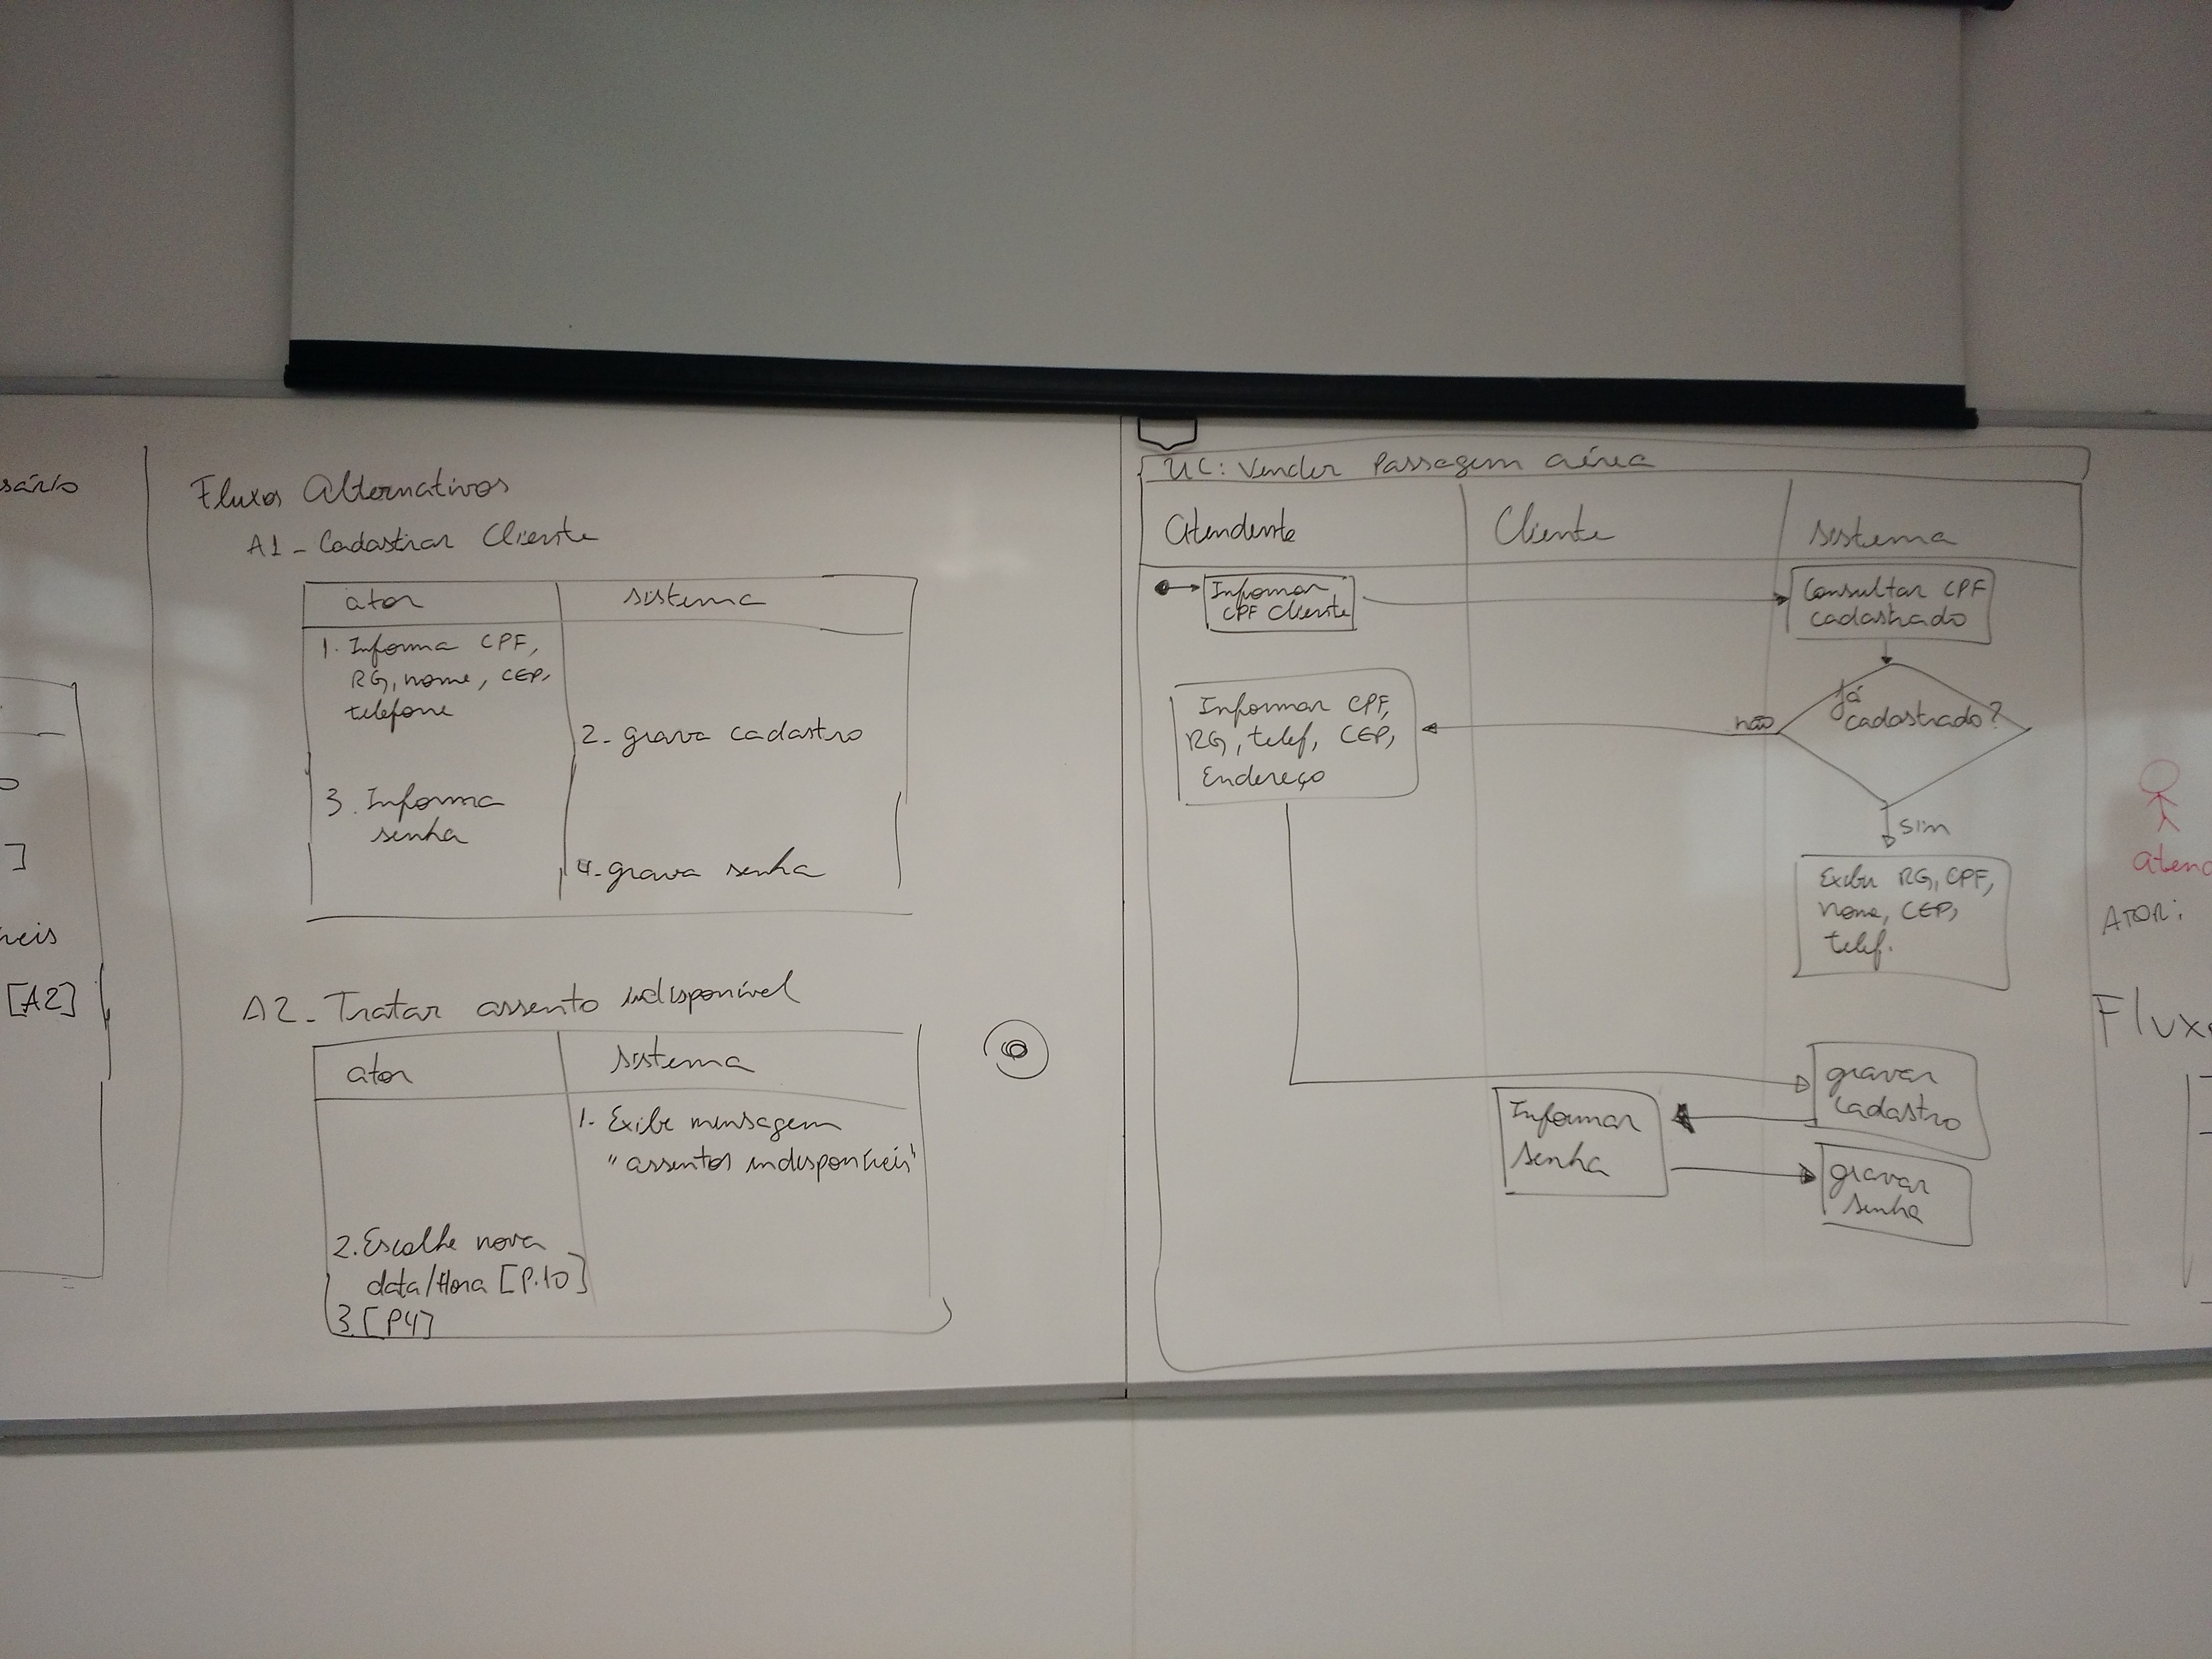 sário
]
neis
[A2]
Fluxos Alternativos
A1 - Cadastrar Cliente
ator
sistema
1. Informa CPF,
RG, nome, CEP,
telefone
2. grava cadastro
3. Informa
senha
4. grava senha
A2 - Tratar assento indisponível
ator
sistema
1. Exibe mensagem
"assentos indisponíveis"
2. Escolhe nova
data/Hora [P.10]
3. [P4]
UC: Vender Passagem aérea
Atendente
Cliente
sistema
Informar
CPF Cliente
Consultar CPF
cadastrado
Já
cadastrado?
não
Informar CPF,
RG, telef, CEP,
Endereço
sim
Exibir RG, CPF,
nome, CEP,
telef.
gravar
cadastro
Informar
senha
gravar
senha
atend
ATOR:
Fluxo